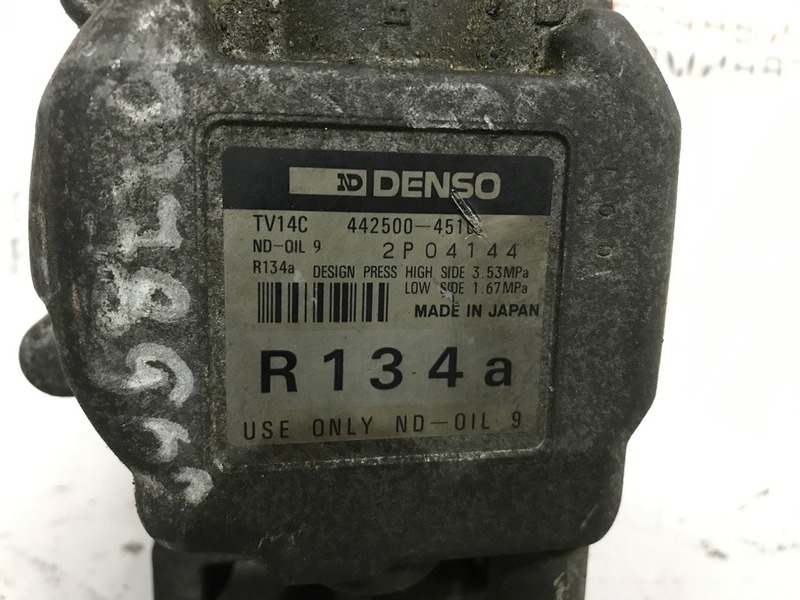 ND DENSO
TV14C 442500-451
ND-OIL 9 2P04144
R134a DESIGN PRESS HIGH SIDE 3.53MPa
LOW SIDE 1.67MPa
MADE IN JAPAN
R134a
USE ONLY ND-OIL 9